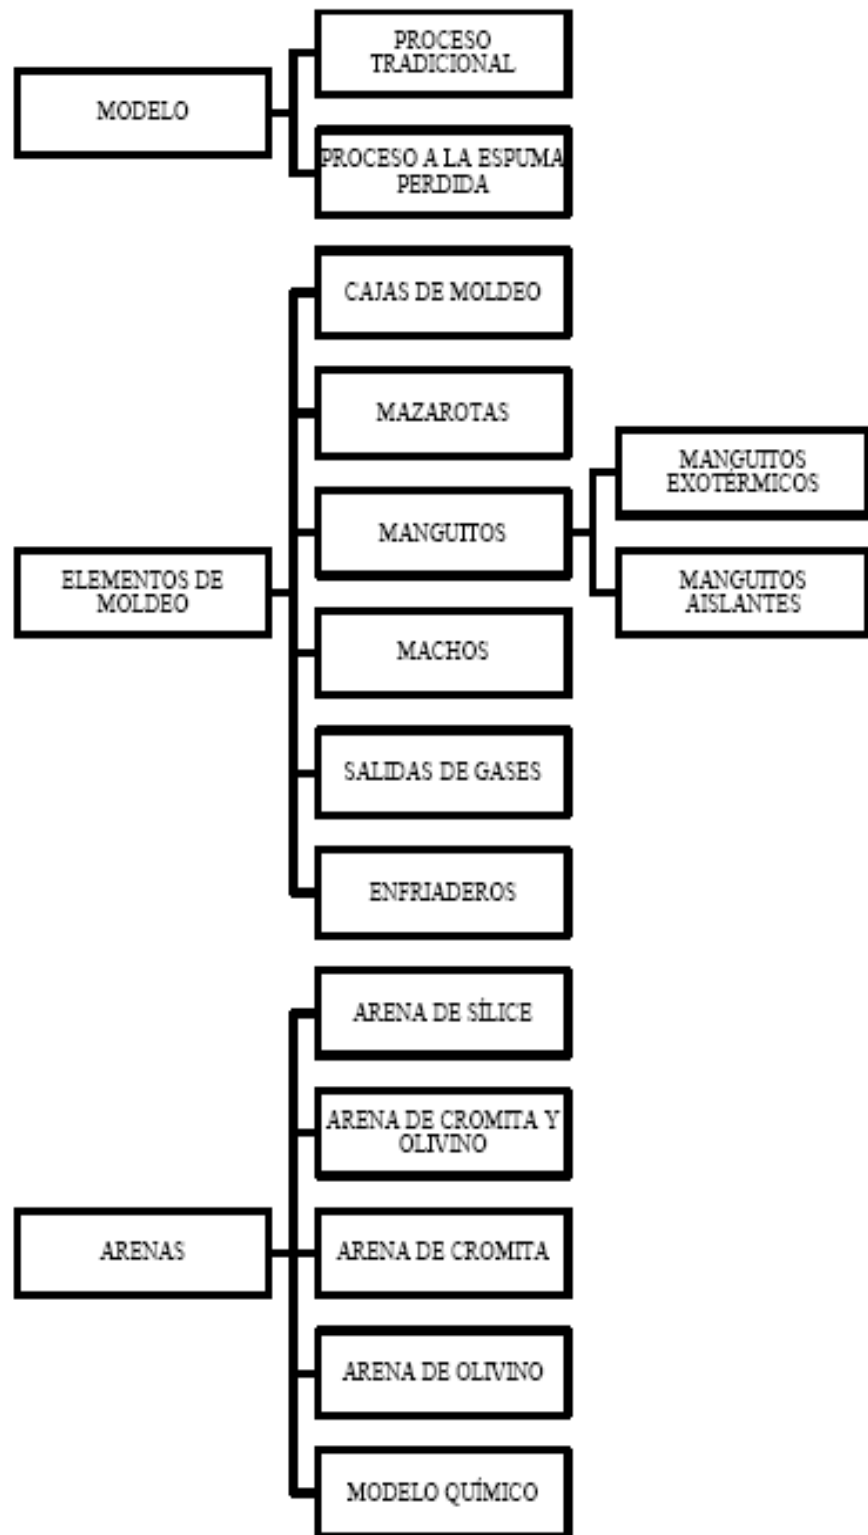 PROCESO
TRADICIONAL
MODELO
PROCESO A LA ESPUMA
PERDIDA
CAJAS DE MOLDEO
MAZAROTAS
MANGUITOS
EXOTÉRMICOS
MANGUITOS
ELEMENTOS DE
MOLDEO
MANGUITOS
AISLANTES
MACHOS
SALIDAS DE GASES
ENFRIADEROS
ARENA DE SÍLICE
ARENA DE CROMITA Y
OLIVINO
ARENAS
ARENA DE CROMITA
ARENA DE OLIVINO
MODELO QUÍMICO